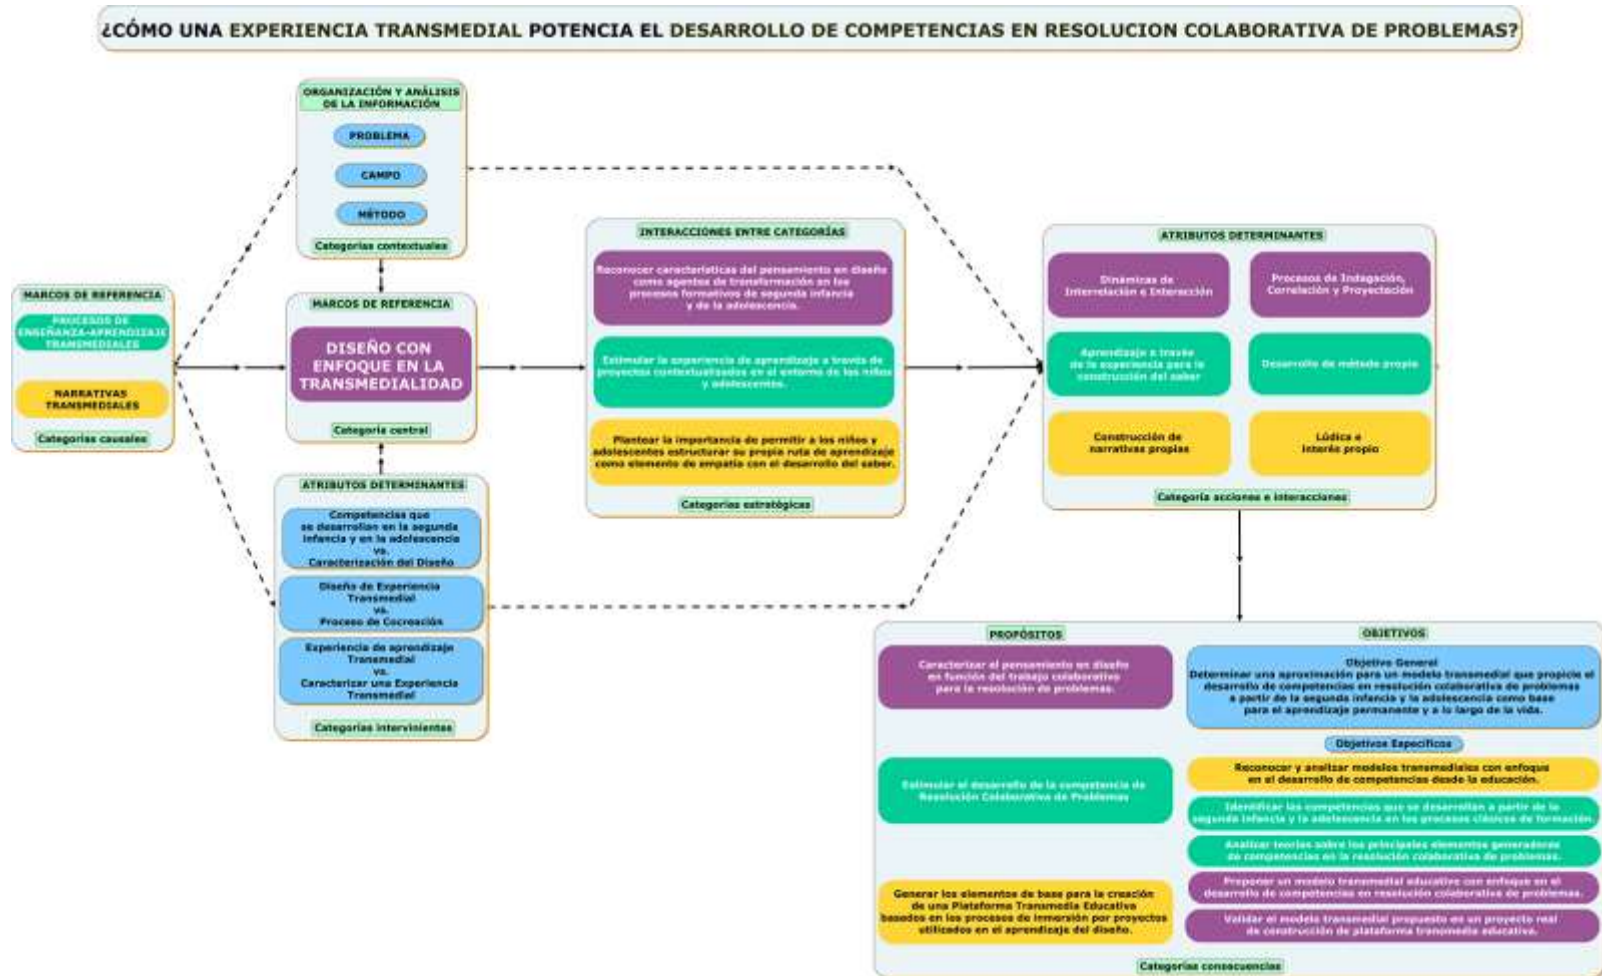 ¿CÓMO UNA EXPERIENCIA TRANSMEDIAL POTENCIA EL DESARROLLO DE COMPETENCIAS EN RESOLUCION COLABORATIVA DE PROBLEMAS?
ORGANIZACIÓN Y ANÁLISIS
DE LA INFORMACIÓN
PROBLEMA
CAMPO
MÉTODO
Categorías contextuales
MARCOS DE REFERENCIA
PROCESOS DE
ENSEÑANZA-APRENDIZAJE
TRANSMEDIALES
NARRATIVAS
TRANSMEDIALES
Categorías causales
MARCOS DE REFERENCIA
DISEÑO CON
ENFOQUE EN LA
TRANSMEDIALIDAD
Categoría central
ATRIBUTOS DETERMINANTES
Competencias que
se desarrollan en la segunda
infancia y en la adolescencia
vs.
Caracterización del Diseño
Diseño de Experiencia
Transmedial
vs.
Proceso de Cocreación
Experiencia de aprendizaje
Transmedial
vs.
Caracterizar una Experiencia
Transmedial
Categorías intervinientes
INTERACCIONES ENTRE CATEGORÍAS
Reconocer características del pensamiento en diseño
como agentes de transformación en los
procesos formativos de segunda infancia
y de la adolescencia.
Estimular la experiencia de aprendizaje a través de
proyectos contextualizados en el entorno de los niños
y adolescentes.
Plantear la importancia de permitir a los niños y
adolescentes estructurar su propia ruta de aprendizaje
como elemento de empatía con el desarrollo del saber.
Categorías estratégicas
ATRIBUTOS DETERMINANTES
Dinámicas de
Interrelación e Interacción
Procesos de Indagación,
Correlación y Proyectación
Aprendizaje a través
de la experiencia para la
construcción del saber
Desarrollo de método propio
Construcción de
narrativas propias
Lúdica e
interés propio
Categoría acciones e interacciones
PROPÓSITOS
Caracterizar el pensamiento en diseño
en función del trabajo colaborativo
para la resolución de problemas.
Estimular el desarrollo de la competencia de
Resolución Colaborativa de Problemas
Generar los elementos de base para la creación
de una Plataforma Transmedia Educativa
basados en los procesos de inmersión por proyectos
utilizados en el aprendizaje del diseño.
OBJETIVOS
Objetivo General
Determinar una aproximación para un modelo transmedial que propicie el
desarrollo de competencias en resolución colaborativa de problemas
a partir de la segunda infancia y la adolescencia como base
para el aprendizaje permanente y a lo largo de la vida.
Objetivos Específicos
Reconocer y analizar modelos transmediales con enfoque
en el desarrollo de competencias desde la educación.
Identificar las competencias que se desarrollan a partir de la
segunda infancia y la adolescencia en los procesos clásicos de formación.
Analizar teorías sobre los principales elementos generadores
de competencias en la resolución colaborativa de problemas.
Proponer un modelo transmedial educativo con enfoque en el
desarrollo de competencias en resolución colaborativa de problemas.
Validar el modelo transmedial propuesto en un proyecto real
de construcción de plataforma transmedia educativa.
Categorías consecuencias